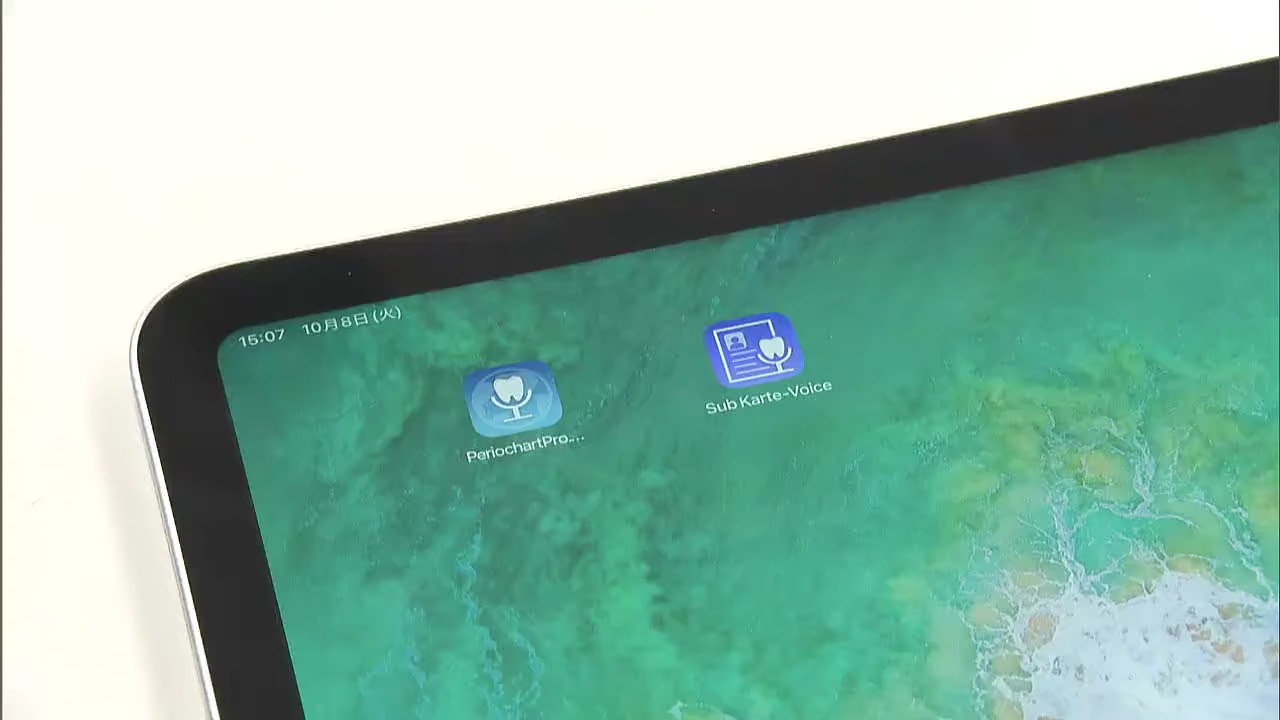 15:07 10月8日(火)
PeriochartPro....
Sub Karte-Voice